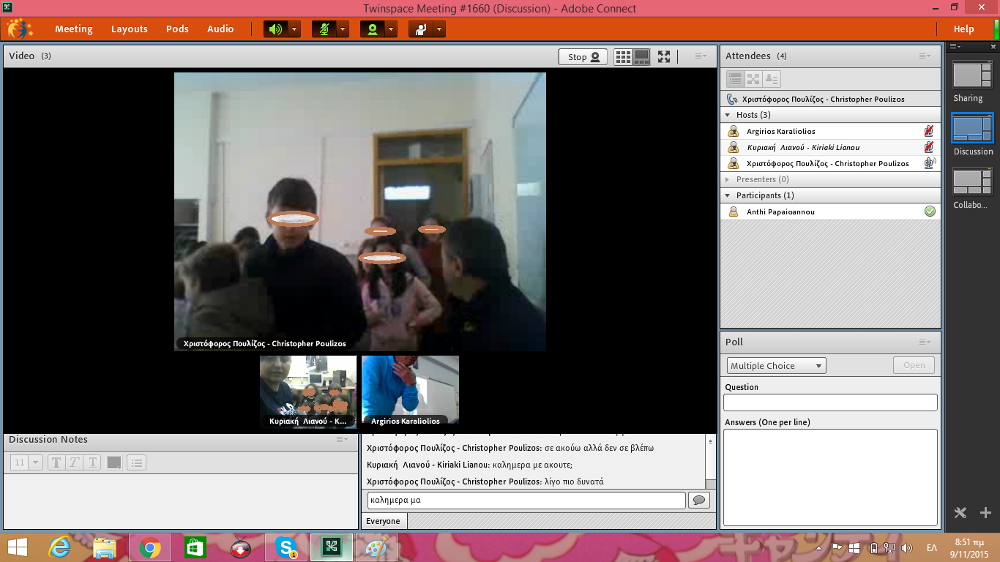 Twinspace Meeting #1660 (Discussion) - Adobe Connect
Meeting Layouts Pods Audio Help
Video (3)
Stop
Χριστόφορος Πουλίζος - Christopher Poulizos
Κυριακή Λιανού - Κ...
Argirios Karaliolios
Attendees (4)
Χριστόφορος Πουλίζος - Christopher Poulizos
Hosts (3)
Argirios Karaliolios
Κυριακή Λιανού - Kiriaki Lianou
Χριστόφορος Πουλίζος - Christopher Poulizos
Presenters (0)
Participants (1)
Anthi Papaioannou
Sharing
Discussion
Collabo...
Poll
Multiple Choice
Open
Question
Answers (One per line)
Discussion Notes
11 T T T
Χριστόφορος Πουλίζος - Christopher Poulizos: σε ακούω αλλά δεν σε βλέπω
Κυριακή Λιανού - Kiriaki Lianou: καλημερα με ακουτε;
Χριστόφορος Πουλίζος - Christopher Poulizos: λίγο πιο δυνατά
καλημερα μα
Everyone
S 1
ΕΛ
8:51 πμ
9/11/2015